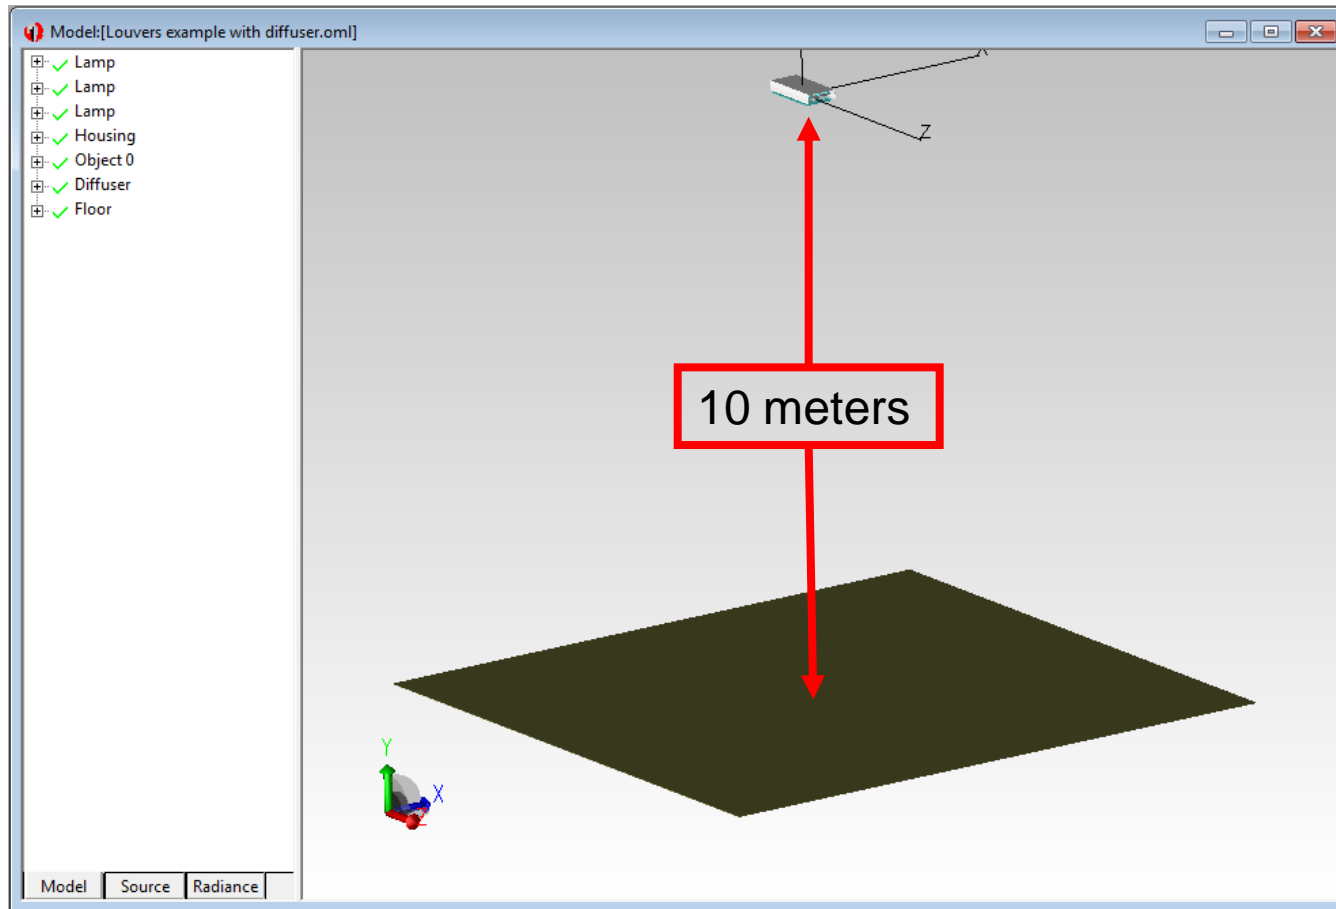 Model:[Louvers example with diffuser.oml]
Lamp
Lamp
Lamp
Housing
Object 0
Diffuser
Floor
Z
10 meters
Y
X
Model Source Radiance